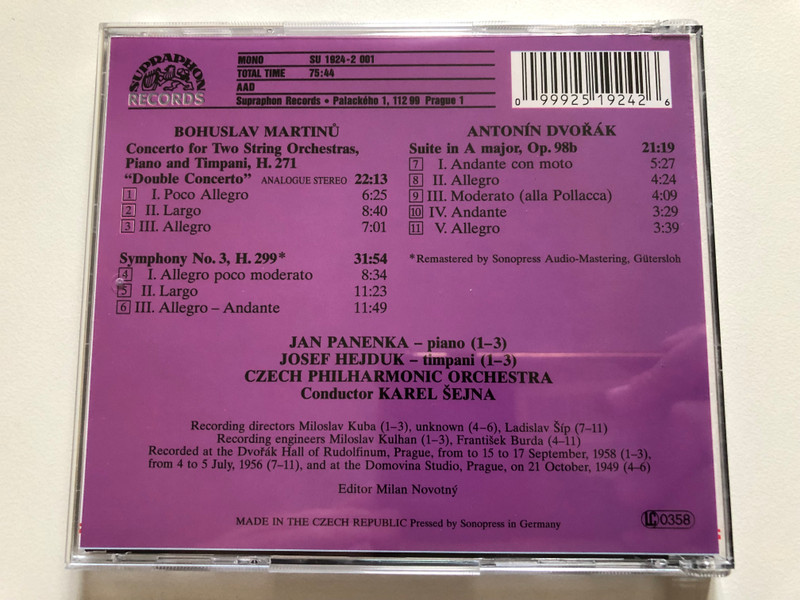 SUPRAPHON
RECORDS
MONO SU 1924-2 001
TOTAL TIME 75:44
AAD
Supraphon Records • Palackého 1, 112 99 Prague 1
0 99925 19242 6
BOHUSLAV MARTINŮ
Concerto for Two String Orchestras,
Piano and Timpani, H. 271
“Double Concerto” ANALOGUE STEREO 22:13
1 I. Poco Allegro 6:25
2 II. Largo 8:40
3 III. Allegro 7:01
Symphony No. 3, H. 299* 31:54
4 I. Allegro poco moderato 8:34
5 II. Largo 11:23
6 III. Allegro – Andante 11:49
ANTONÍN DVOŘÁK
Suite in A major, Op. 98b 21:19
7 I. Andante con moto 5:27
8 II. Allegro 4:24
9 III. Moderato (alla Pollacca) 4:09
10 IV. Andante 3:29
11 V. Allegro 3:39
*Remastered by Sonopress Audio-Mastering, Gütersloh
JAN PANENKA – piano (1–3)
JOSEF HEJDUK – timpani (1–3)
CZECH PHILHARMONIC ORCHESTRA
Conductor KAREL ŠEJNA
Recording directors Miloslav Kuba (1–3), unknown (4–6), Ladislav Šíp (7–11)
Recording engineers Miloslav Kulhan (1–3), František Burda (4–11)
Recorded at the Dvořák Hall of Rudolfinum, Prague, from to 15 to 17 September, 1958 (1–3),
from 4 to 5 July, 1956 (7–11), and at the Domovina Studio, Prague, on 21 October, 1949 (4–6)
Editor Milan Novotný
MADE IN THE CZECH REPUBLIC Pressed by Sonopress in Germany
LC 0358